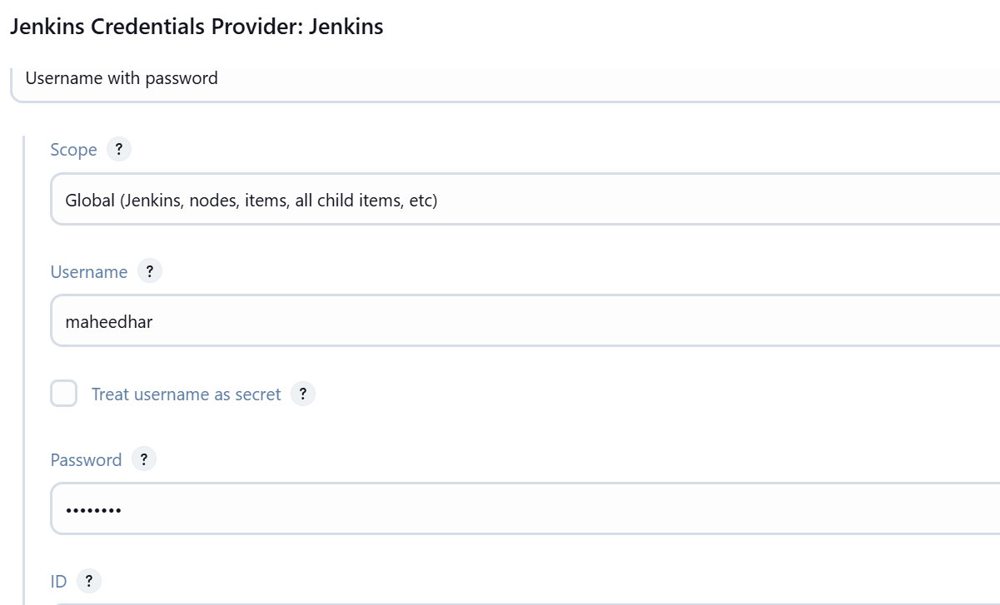 Jenkins Credentials Provider: Jenkins
Username with password
Scope ?
Global (Jenkins, nodes, items, all child items, etc)
Username ?
maheedhar
Treat username as secret ?
Password ?
••••••••
ID ?